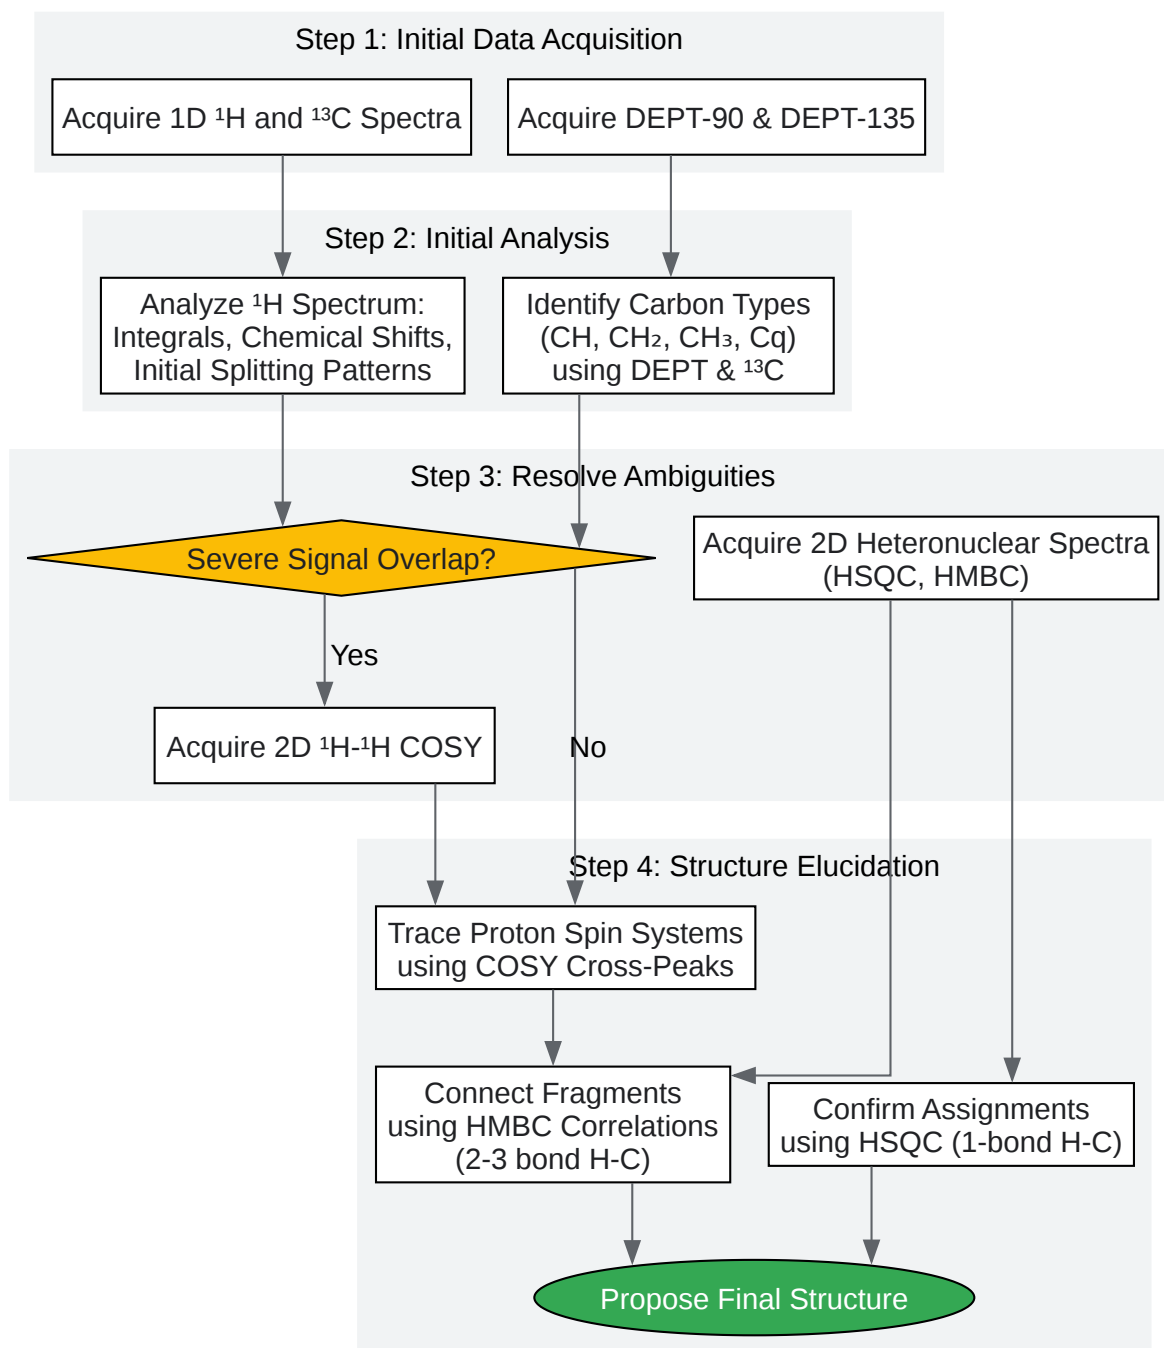 Step 1: Initial Data Acquisition
Acquire 1D ¹H and ¹³C Spectra
Acquire DEPT-90 & DEPT-135
Step 2: Initial Analysis
Analyze ¹H Spectrum:
Integrals, Chemical Shifts,
Initial Splitting Patterns
Identify Carbon Types
(CH, CH₂, CH₃, Cq)
using DEPT & ¹³C
Step 3: Resolve Ambiguities
Severe Signal Overlap?
Acquire 2D Heteronuclear Spectra
(HSQC, HMBC)
Yes
Acquire 2D ¹H-¹H COSY
No
Step 4: Structure Elucidation
Trace Proton Spin Systems
using COSY Cross-Peaks
Connect Fragments
using HMBC Correlations
(2-3 bond H-C)
Confirm Assignments
using HSQC (1-bond H-C)
Propose Final Structure